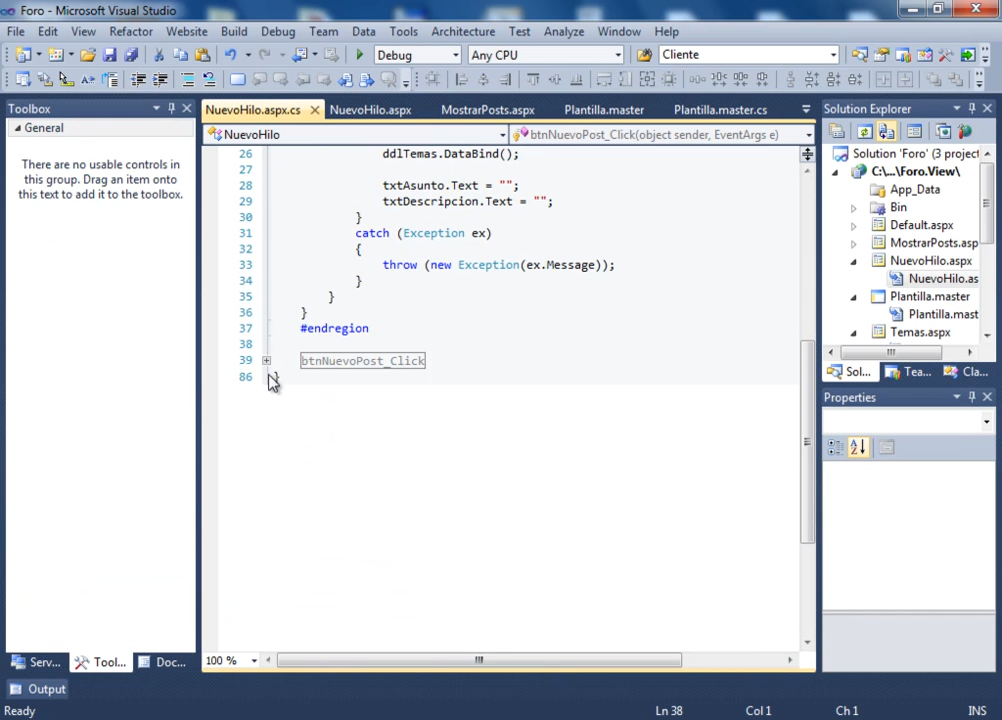 Foro - Microsoft Visual Studio
File Edit View Refactor Website Build Debug Team Data Tools Architecture Test Analyze Window Help
Debug Any CPU Cliente
Toolbox
General
There are no usable controls in
this group. Drag an item onto
this text to add it to the toolbox.
NuevoHilo.aspx.cs NuevoHilo.aspx MostrarPosts.aspx Plantilla.master Plantilla.master.cs
NuevoHilo btnNuevoPost_Click(object sender, EventArgs e)
26 ddlTemas.DataBind();
27
28 txtAsunto.Text = "";
29 txtDescripcion.Text = "";
30 }
31 catch (Exception ex)
32 {
33 throw (new Exception(ex.Message));
34 }
35 }
36 }
37 #endregion
38
39 btnNuevoPost_Click
86 }
100 %
Solution Explorer
Solution 'Foro' (3 project
C:\...\Foro.View\
App_Data
Bin
Default.aspx
MostrarPosts.asp
NuevoHilo.aspx
NuevoHilo.as
Plantilla.master
Plantilla.mast
Temas.aspx
Sol... Tea... Cla...
Properties
Serv... Tool... Doc...
Output
Ready Ln 38 Col 1 Ch 1 INS